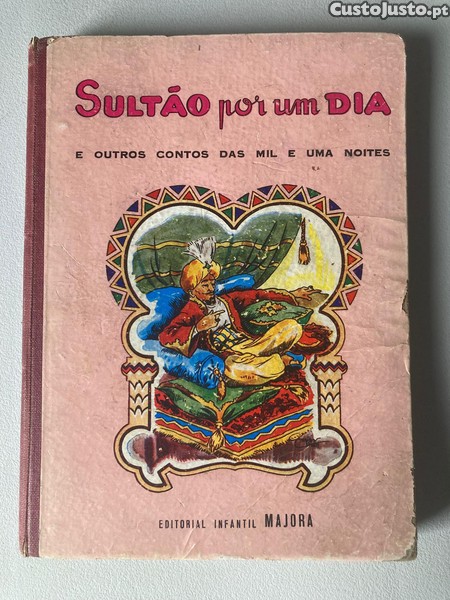 CustoJusto.pt
SULTÃO por um DIA
E OUTROS CONTOS DAS MIL E UMA NOITES
EDITORIAL INFANTIL MAJORA